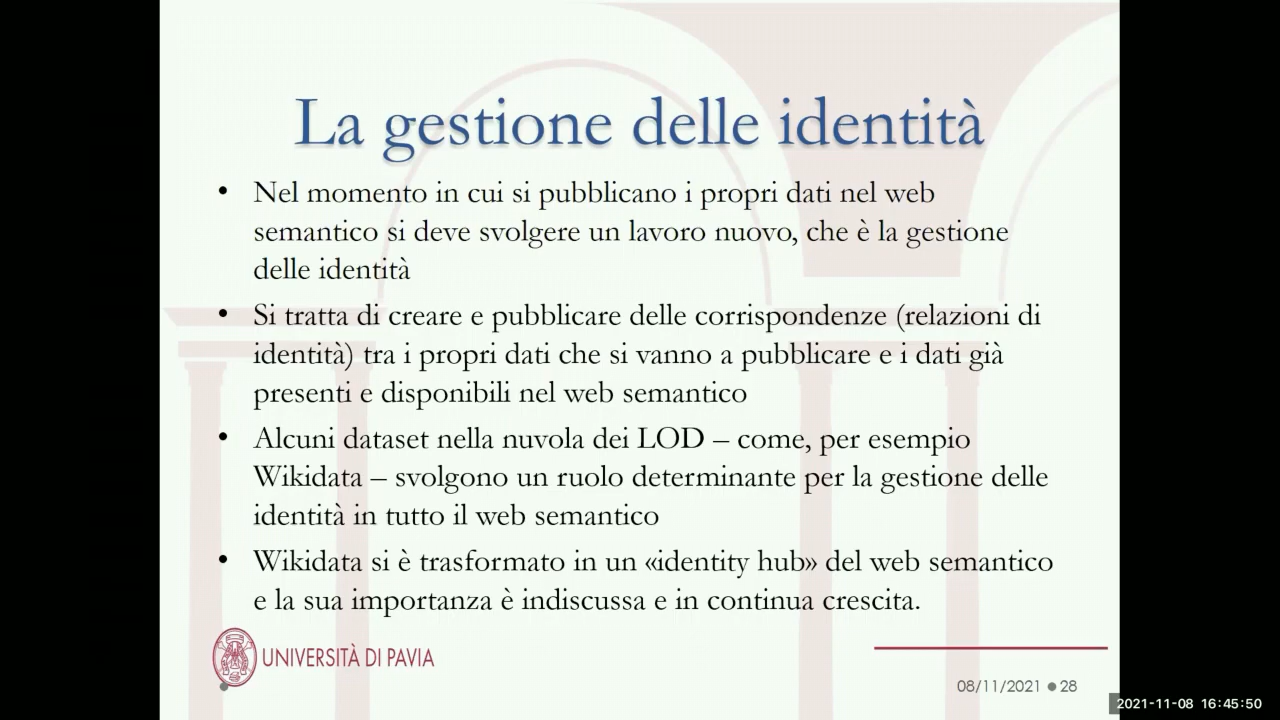 La gestione delle identità
• Nel momento in cui si pubblicano i propri dati nel web
semantico si deve svolgere un lavoro nuovo, che è la gestione
delle identità
• Si tratta di creare e pubblicare delle corrispondenze (relazioni di
identità) tra i propri dati che si vanno a pubblicare e i dati già
presenti e disponibili nel web semantico
• Alcuni dataset nella nuvola dei LOD – come, per esempio
Wikidata – svolgono un ruolo determinante per la gestione delle
identità in tutto il web semantico
• Wikidata si è trasformato in un «identity hub» del web semantico
e la sua importanza è indiscussa e in continua crescita.
UNIVERSITÀ DI PAVIA
08/11/2021 ● 28
2021-11-08 16:45:50